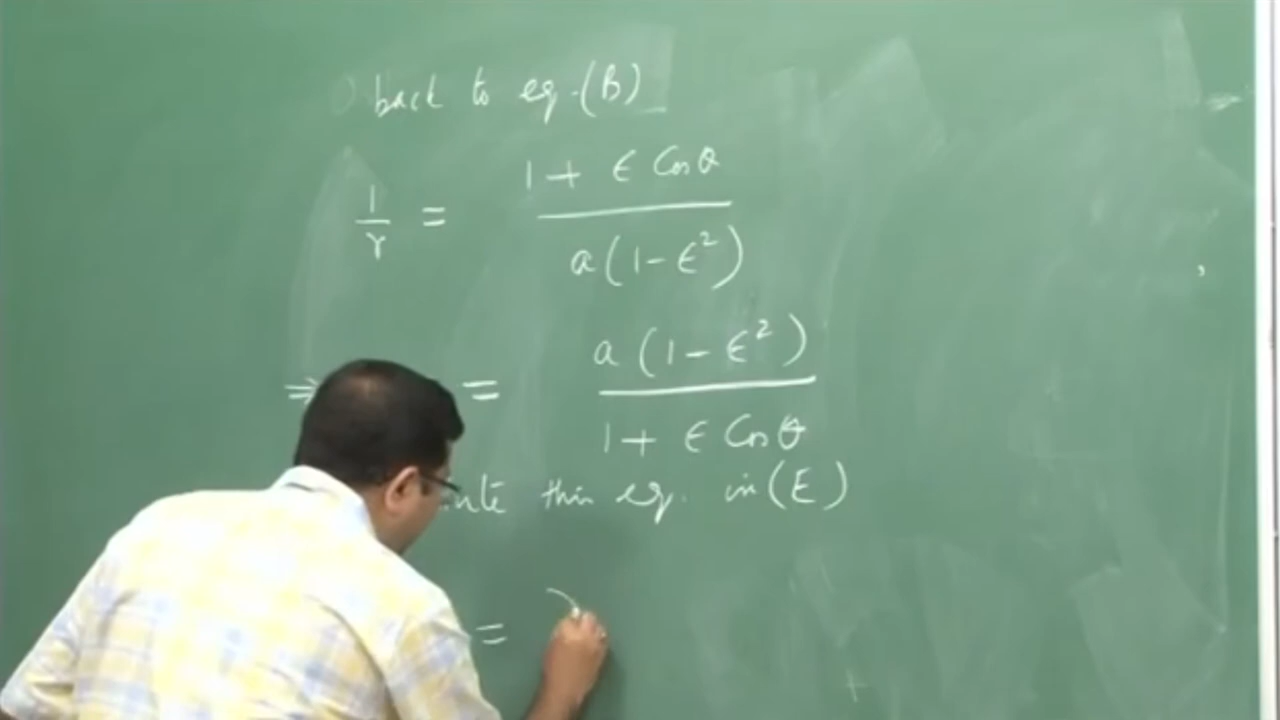 back to eq.(B)
1/r = 1 + ϵ Cosθ / a(1-ϵ²)
⇒ = a(1-ϵ²) / 1 + ϵ Cosθ
this eq. in (E)
=